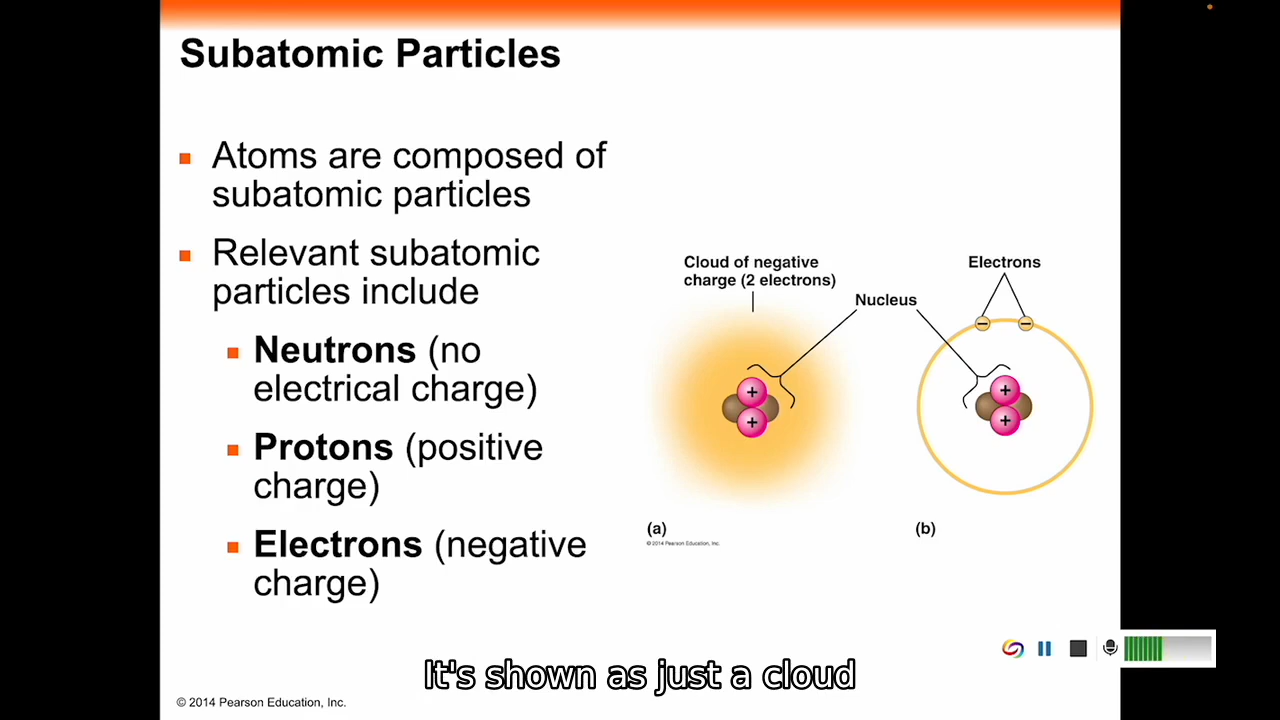 Subatomic Particles
Atoms are composed of
subatomic particles
Relevant subatomic
particles include
Neutrons (no
electrical charge)
Protons (positive
charge)
Electrons (negative
charge)
Cloud of negative
charge (2 electrons)
Nucleus
Electrons
+
+
− −
+
+
(a)
© 2014 Pearson Education, Inc.
(b)
It's shown as just a cloud
© 2014 Pearson Education, Inc.